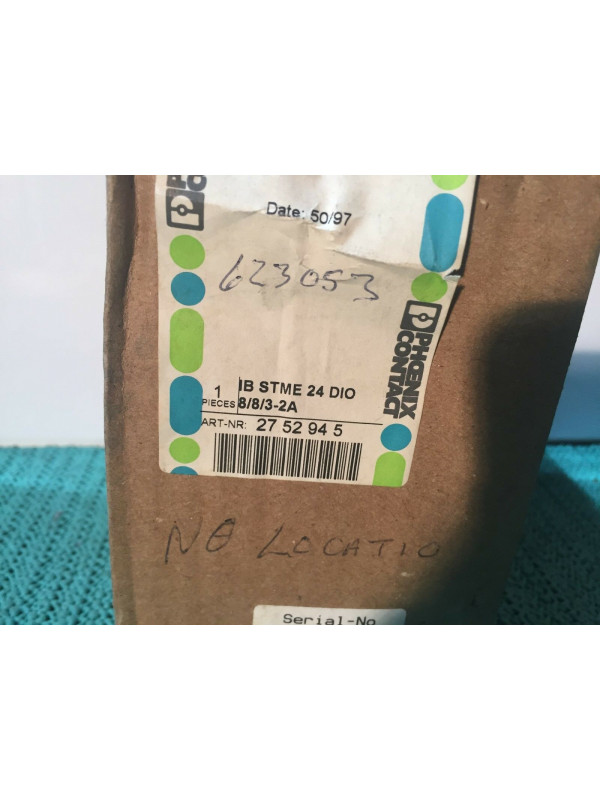 Date: 50/97
623053
PHŒNIX
CONTACT
1 IB STME 24 DIO
PIECES 8/8/3-2A
ART-NR: 27 52 94 5
NO LOCATIO
Serial-No